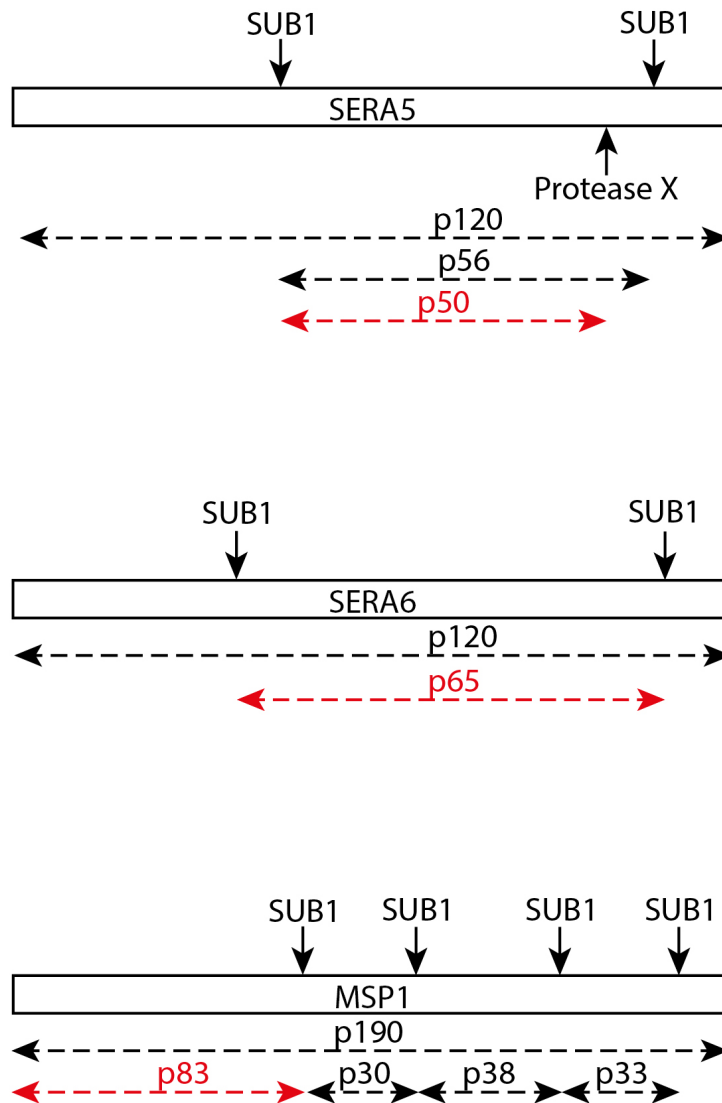 SUB1 SUB1
SERA5
Protease X
p120
p56
p50
SUB1 SUB1
SERA6
p120
p65
SUB1 SUB1 SUB1 SUB1
MSP1
p190
p83 p30 p38 p33